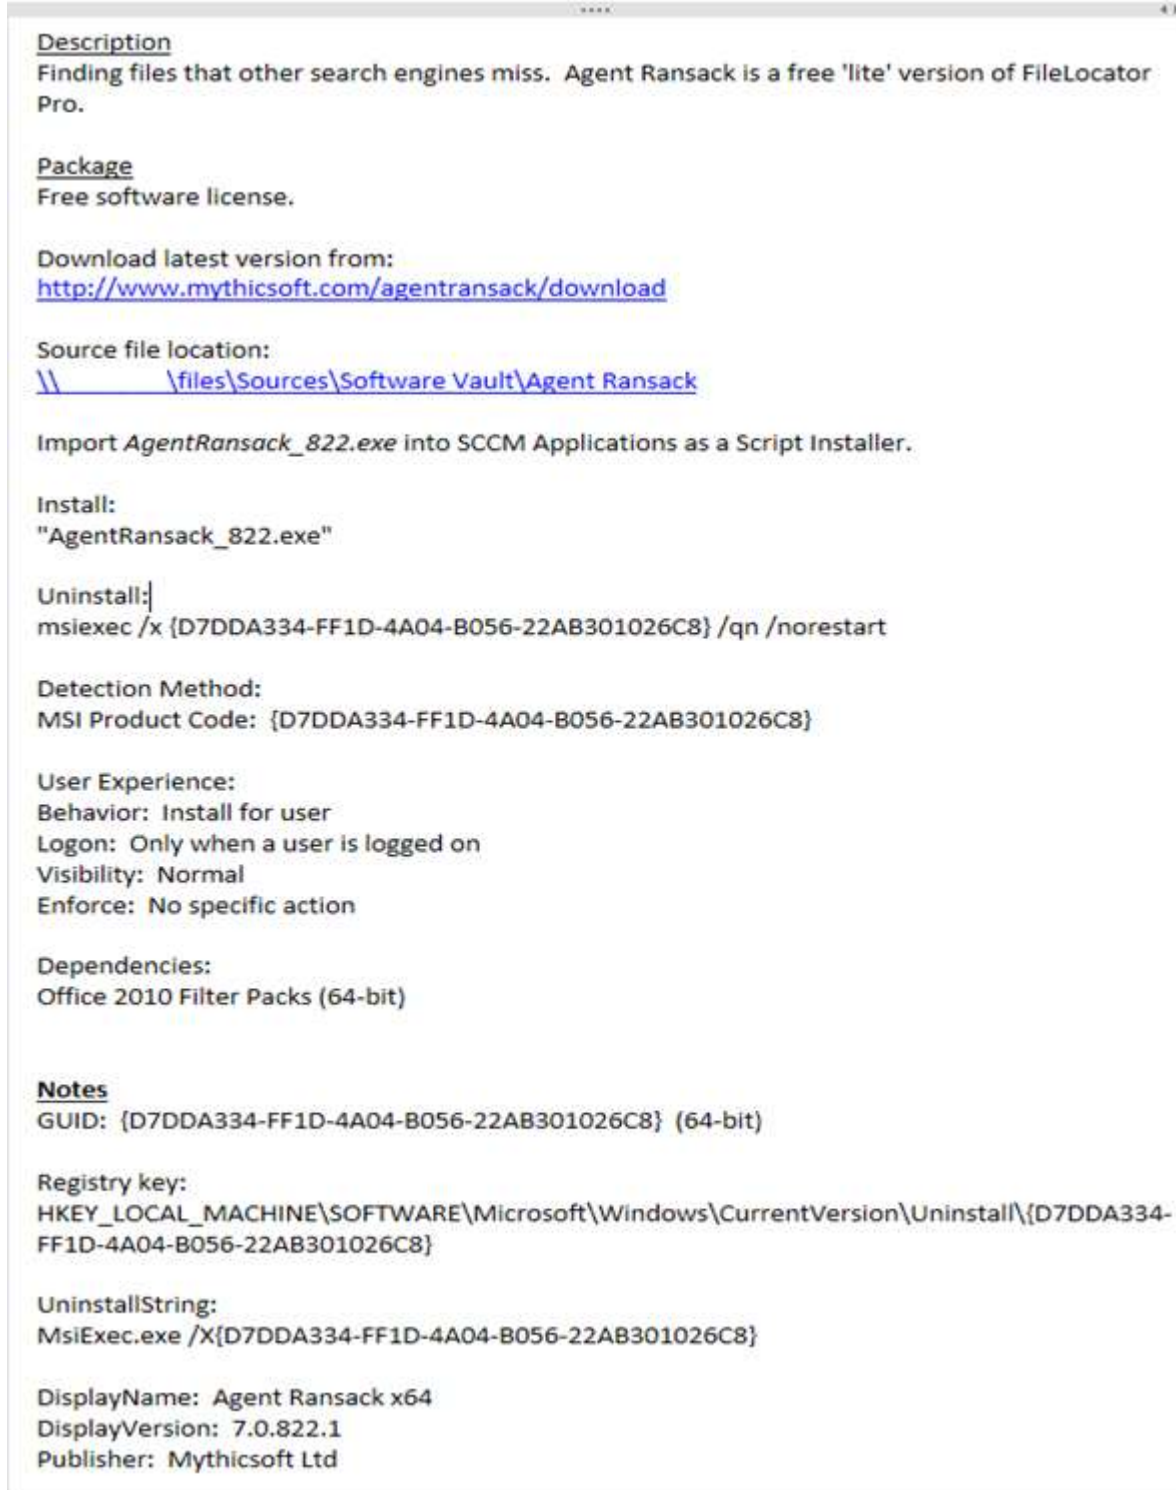 Description
Finding files that other search engines miss.  Agent Ransack is a free 'lite' version of FileLocator
Pro.
Package
Free software license.
Download latest version from:
http://www.mythicsoft.com/agentransack/download
Source file location:
\\ \files\Sources\Software Vault\Agent Ransack
Import AgentRansack_822.exe into SCCM Applications as a Script Installer.
Install:
"AgentRansack_822.exe"
Uninstall:
msiexec /x {D7DDA334-FF1D-4A04-B056-22AB301026C8} /qn /norestart
Detection Method:
MSI Product Code:  {D7DDA334-FF1D-4A04-B056-22AB301026C8}
User Experience:
Behavior:  Install for user
Logon:  Only when a user is logged on
Visibility:  Normal
Enforce:  No specific action
Dependencies:
Office 2010 Filter Packs (64-bit)
Notes
GUID:  {D7DDA334-FF1D-4A04-B056-22AB301026C8}  (64-bit)
Registry key:
HKEY_LOCAL_MACHINE\SOFTWARE\Microsoft\Windows\CurrentVersion\Uninstall\{D7DDA334-
FF1D-4A04-B056-22AB301026C8}
UninstallString:
MsiExec.exe /X{D7DDA334-FF1D-4A04-B056-22AB301026C8}
DisplayName:  Agent Ransack x64
DisplayVersion:  7.0.822.1
Publisher:  Mythicsoft Ltd